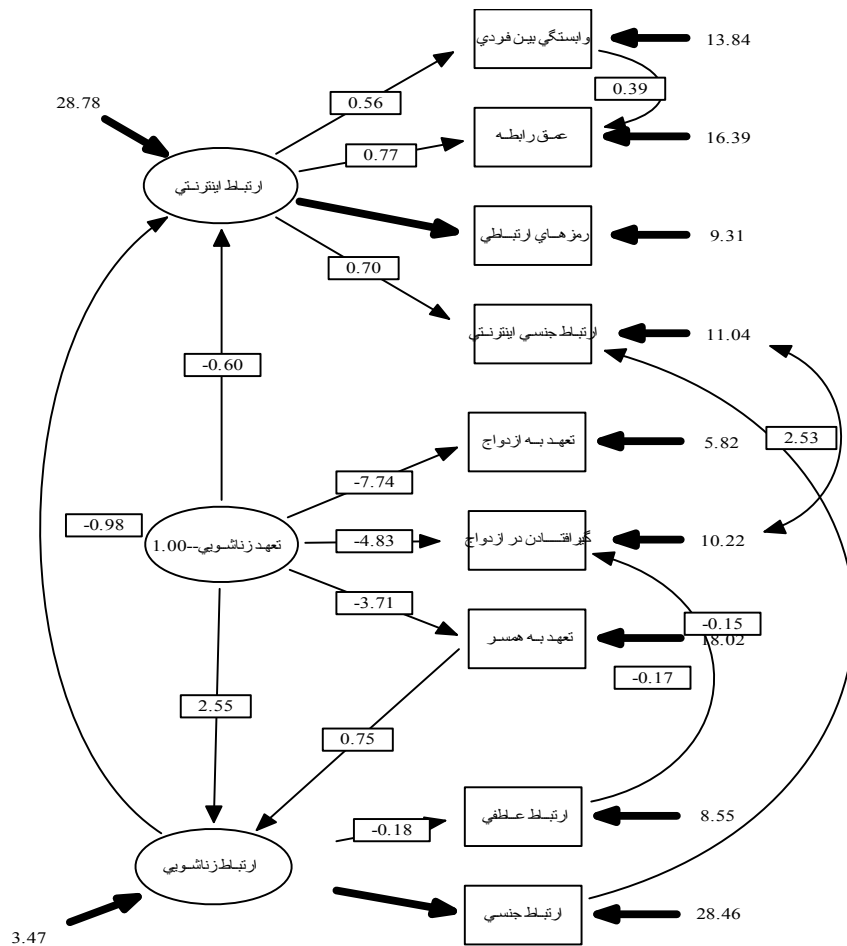 وابستگي بين فردي
13.84
0.39
28.78
0.56
عمق رابطه
16.39
0.77
ارتباط اينترنتي
رمزهاي ارتباطي
9.31
0.70
ارتباط جنسي اينترنتي
11.04
-0.60
تعهد به ازدواج
5.82
2.53
-7.74
-0.98
تعهد زناشويي--1.00
-4.83
گيرافتادن در ازدواج
10.22
-3.71
تعهد به همسر
-0.15
18.02
-0.17
2.55
0.75
ارتباط عاطفي
8.55
-0.18
ارتباط زناشويي
ارتباط جنسي
28.46
3.47